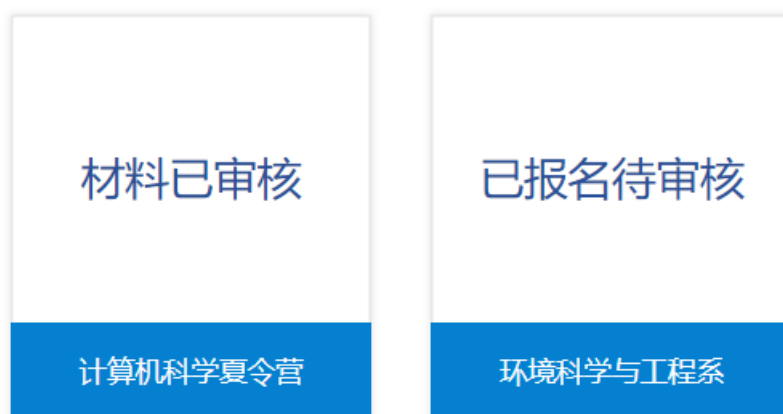 材料已审核
计算机科学夏令营
已报名待审核
环境科学与工程系